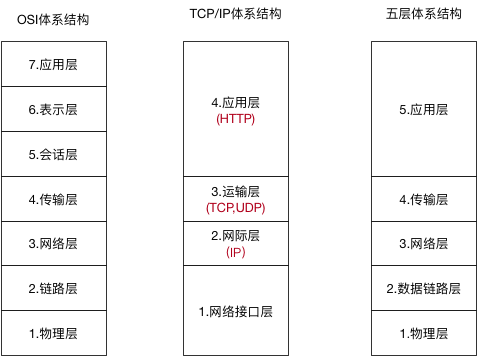 OSI体系结构
7.应用层
6.表示层
5.会话层
4.传输层
3.网络层
2.链路层
1.物理层
TCP/IP体系结构
4.应用层
(HTTP)
3.运输层
(TCP,UDP)
2.网际层
(IP)
1.网络接口层
五层体系结构
5.应用层
4.传输层
3.网络层
2.数据链路层
1.物理层